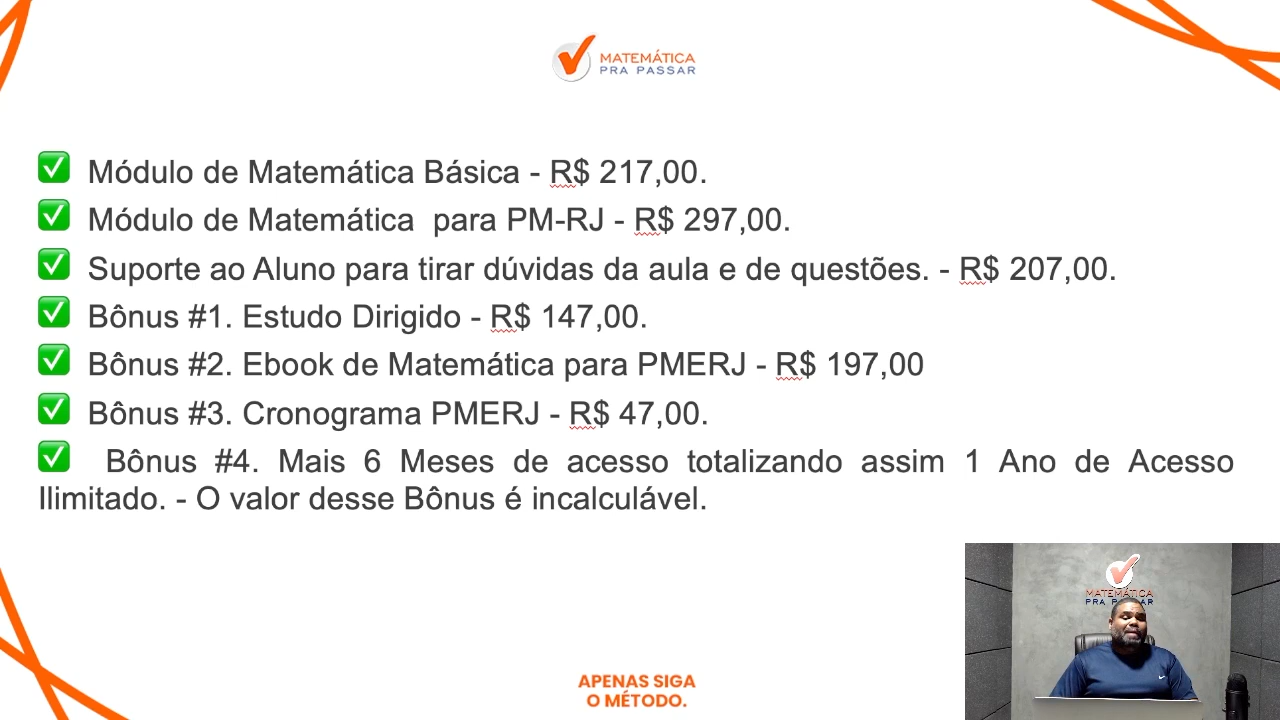 MATEMÁTICA
PRA PASSAR
✅ Módulo de Matemática Básica - R$ 217,00.
✅ Módulo de Matemática  para PM-RJ - R$ 297,00.
✅ Suporte ao Aluno para tirar dúvidas da aula e de questões. - R$ 207,00.
✅ Bônus #1. Estudo Dirigido - R$ 147,00.
✅ Bônus #2. Ebook de Matemática para PMERJ - R$ 197,00
✅ Bônus #3. Cronograma PMERJ - R$ 47,00.
✅ Bônus #4. Mais 6 Meses de acesso totalizando assim 1 Ano de Acesso
Ilimitado. - O valor desse Bônus é incalculável.
MATEMÁTICA
PRA PASSAR
APENAS SIGA
O MÉTODO.